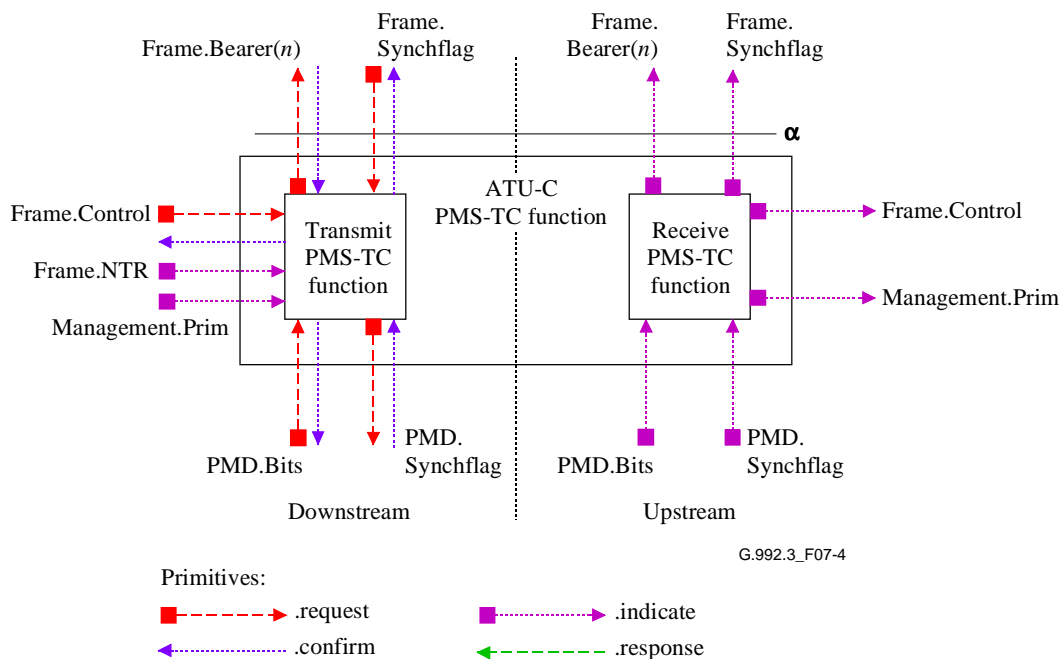 Frame.Bearer(n)
Frame.
Synchflag
Frame.
Bearer(n)
Frame.
Synchflag
α
ATU-C
PMS-TC function
Frame.Control
Frame.NTR
Management.Prim
Transmit
PMS-TC
function
Receive
PMS-TC
function
Frame.Control
Management.Prim
PMD.Bits
PMD.
Synchflag
PMD.Bits
PMD.
Synchflag
Downstream
Upstream
G.992.3_F07-4
Primitives:
.request
.indicate
.confirm
.response